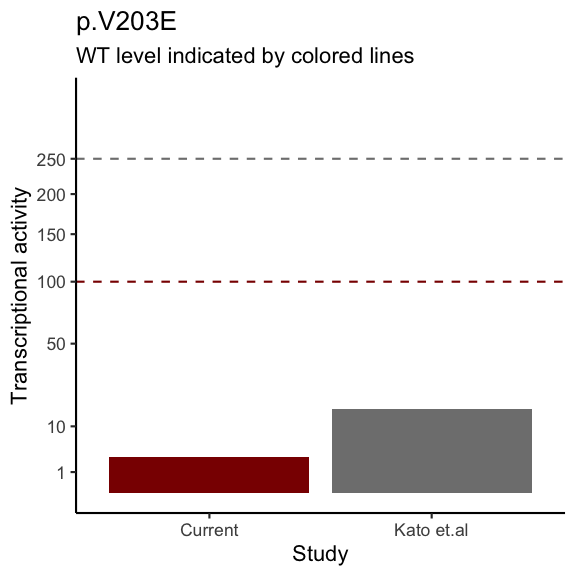 p.V203E
WT level indicated by colored lines
Transcriptional activity
250
200
150
100
50
10
1
Current
Kato et.al
Study